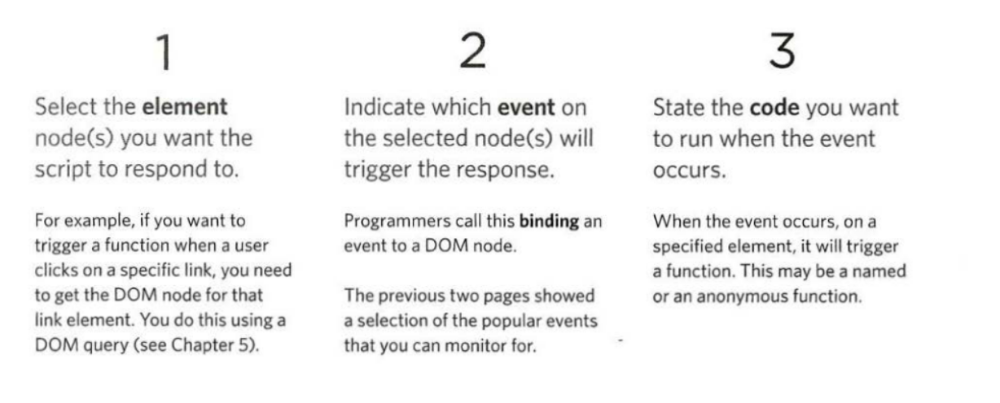 1
Select the element
node(s) you want the
script to respond to.
For example, if you want to
trigger a function when a user
clicks on a specific link, you need
to get the DOM node for that
link element. You do this using a
DOM query (see Chapter 5).
2
Indicate which event on
the selected node(s) will
trigger the response.
Programmers call this binding an
event to a DOM node.
The previous two pages showed
a selection of the popular events
that you can monitor for.
3
State the code you want
to run when the event
occurs.
When the event occurs, on a
specified element, it will trigger
a function. This may be a named
or an anonymous function.